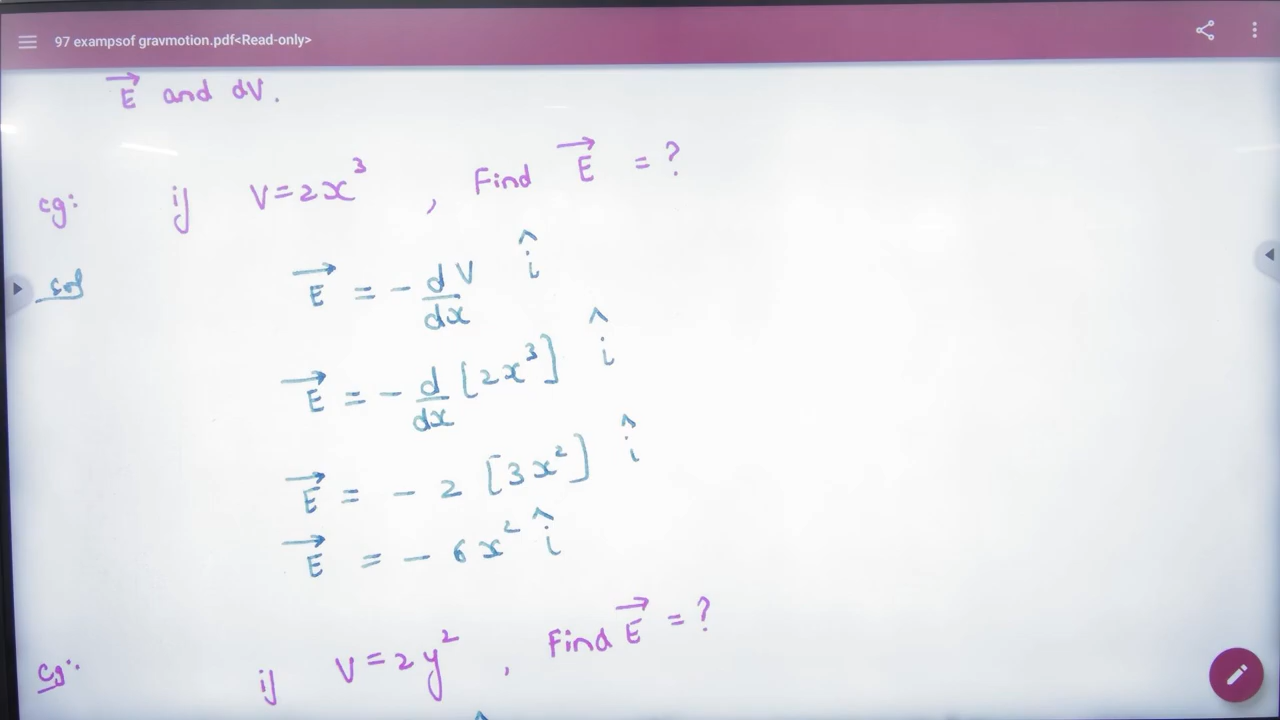 97 exampsof gravmotion.pdf<Read-only>
E⃗ and dV.
eg: if V=2x³, Find E⃗ = ?
Sol
E⃗ = - dV/dx î
E⃗ = - d/dx [2x³] î
E⃗ = - 2 [3x²] î
E⃗ = - 6x² î
eg: if V=2y², Find E⃗ = ?